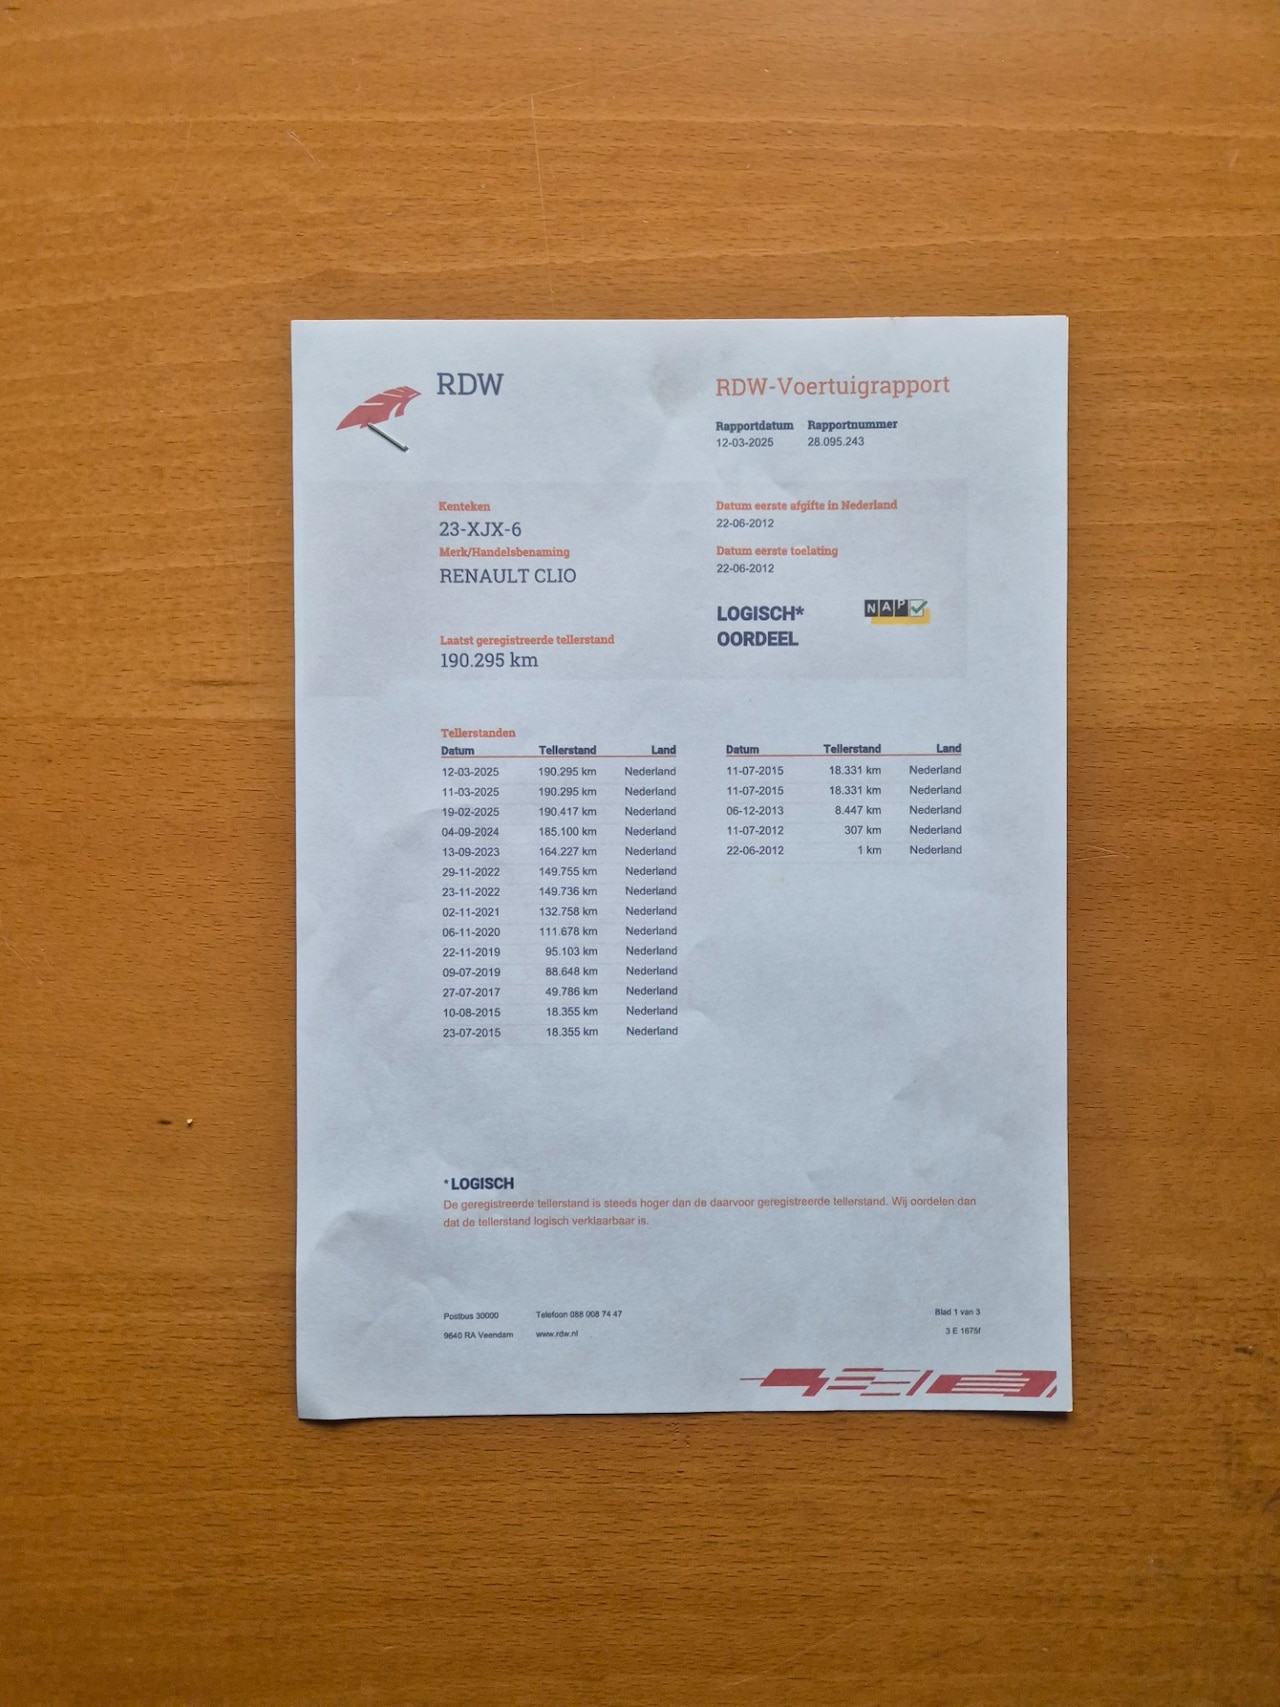 RDW
RDW-Voertuigrapport
Rapportdatum Rapportnummer
12-03-2025 28.095.243
Kenteken
23-XJX-6
Merk/Handelsbenaming
RENAULT CLIO
Laatst geregistreerde tellerstand
190.295 km
Datum eerste afgifte in Nederland
22-06-2012
Datum eerste toelating
22-06-2012
LOGISCH*
OORDEEL
NAP
Tellerstanden
Datum Tellerstand Land
12-03-2025 190.295 km Nederland
11-03-2025 190.295 km Nederland
19-02-2025 190.417 km Nederland
04-09-2024 185.100 km Nederland
13-09-2023 164.227 km Nederland
29-11-2022 149.755 km Nederland
23-11-2022 149.736 km Nederland
02-11-2021 132.758 km Nederland
06-11-2020 111.678 km Nederland
22-11-2019 95.103 km Nederland
09-07-2019 88.648 km Nederland
27-07-2017 49.786 km Nederland
10-08-2015 18.355 km Nederland
23-07-2015 18.355 km Nederland
Datum Tellerstand Land
11-07-2015 18.331 km Nederland
11-07-2015 18.331 km Nederland
06-12-2013 8.447 km Nederland
11-07-2012 307 km Nederland
22-06-2012 1 km Nederland
* LOGISCH
De geregistreerde tellerstand is steeds hoger dan de daarvoor geregistreerde tellerstand. Wij oordelen dan
dat de tellerstand logisch verklaarbaar is.
Postbus 30000 Telefoon 088 008 74 47
9640 RA Veendam www.rdw.nl
Blad 1 van 3
3 E 1675f